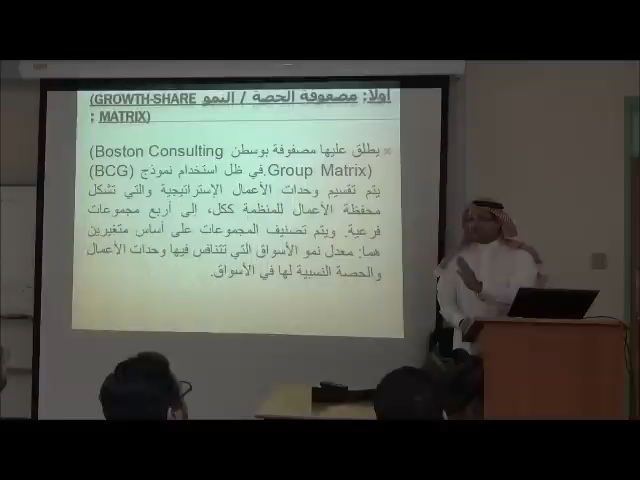 أولاً: مصفوفة الحصة / النمو (GROWTH-SHARE
MATRIX) :
يطلق عليها مصفوفة بوسطن (Boston Consulting
Group Matrix). في ظل استخدام نموذج (BCG)
يتم تقسيم وحدات الأعمال الإستراتيجية والتي تشكل
محفظة الأعمال للمنظمة ككل، إلى أربع مجموعات
فرعية. ويتم تصنيف المجموعات على أساس متغيرين
هما: معدل نمو الأسواق التي تتنافس فيها وحدات الأعمال
والحصة النسبية لها في الأسواق.